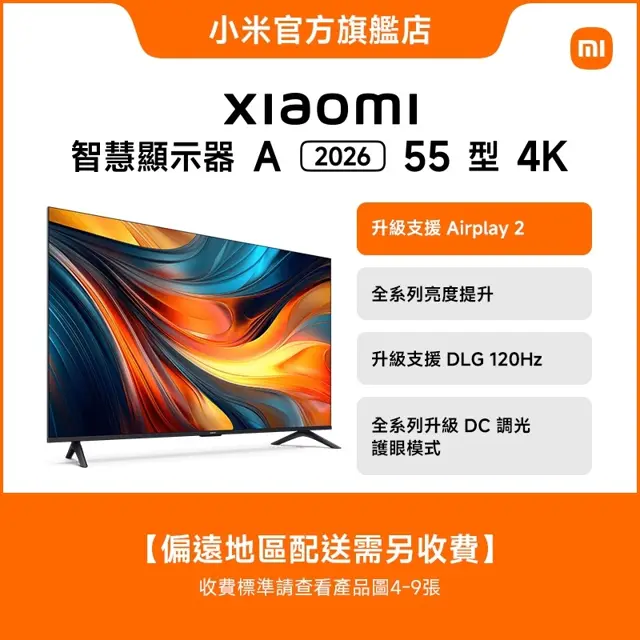 小米官方旗艦店
mi
xiaomi
智慧顯示器 A 2026 55 型 4K
升級支援 Airplay 2
全系列亮度提升
升級支援 DLG 120Hz
全系列升級 DC 調光
護眼模式
【偏遠地區配送需另收費】
收費標準請查看產品圖4-9張